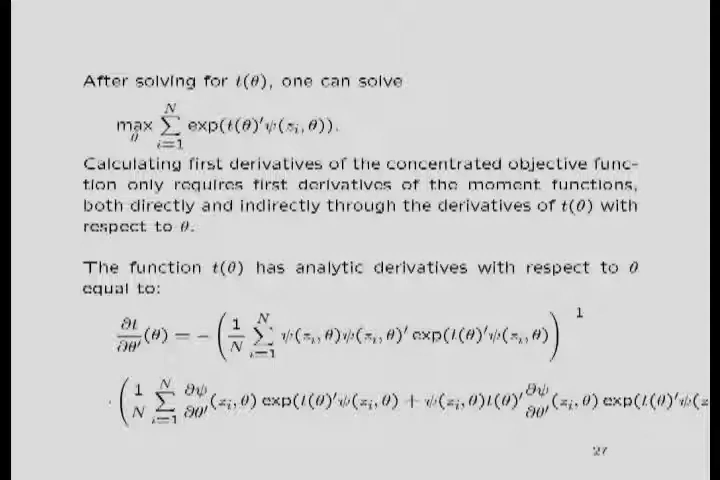 After solving for t(θ), one can solve
max_θ ∑_{i=1}^{N} exp(t(θ)′ψ(z_i, θ)).
Calculating first derivatives of the concentrated objective func-
tion only requires first derivatives of the moment functions,
both directly and indirectly through the derivatives of t(θ) with
respect to θ.
The function t(θ) has analytic derivatives with respect to θ
equal to:
∂t/∂θ′ (θ) = − ( 1/N ∑_{i=1}^{N} ψ(z_i, θ)ψ(z_i, θ)′ exp(t(θ)′ψ(z_i, θ) ) 1
· ( 1/N ∑_{i=1}^{N} ∂ψ/∂θ′ (z_i, θ) exp(t(θ)′ψ(z_i, θ) + ψ(z_i, θ)t(θ)′ ∂ψ/∂θ′ (z_i, θ) exp(t(θ)′ψ(z
27